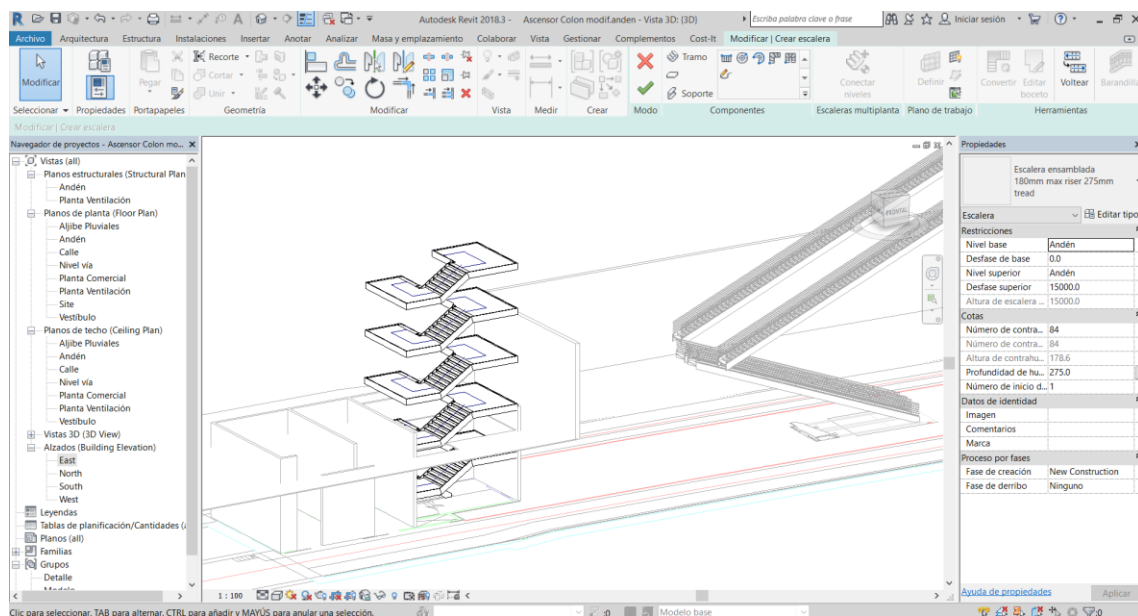 Autodesk Revit 2018.3 - Ascensor Colon modif.anden - Vista 3D: {3D}
Escriba palabra clave o frase
Iniciar sesión
Archivo Arquitectura Estructura Instalaciones Insertar Anotar Analizar Masa y emplazamiento Colaborar Vista Gestionar Complementos Cost-It Modificar | Crear escalera
Modificar
Pegar
Recorte
Cortar
Unir
Tramo
Soporte
Conectar
niveles
Definir
Convertir
Editar
boceto
Voltear
Barandilla
Seleccionar Propiedades Portapapeles Geometría Modificar Vista Medir Crear Modo Componentes Escaleras multiplanta Plano de trabajo Herramientas
Modificar | Crear escalera
Navegador de proyectos - Ascensor Colon mo...
Vistas (all)
Planos estructurales (Structural Plan
Andén
Planta Ventilación
Planos de planta (Floor Plan)
Aljibe Pluviales
Andén
Calle
Nivel vía
Planta Comercial
Planta Ventilación
Site
Vestíbulo
Planos de techo (Ceiling Plan)
Aljibe Pluviales
Andén
Calle
Nivel vía
Planta Comercial
Planta Ventilación
Vestíbulo
Vistas 3D (3D View)
Alzados (Building Elevation)
East
North
South
West
Leyendas
Tablas de planificación/Cantidades (a
Planos (all)
Familias
Grupos
Detalle
FRONTAL
1 : 100
Propiedades
Escalera ensamblada
180mm max riser 275mm
tread
Escalera
Editar tipo
Restricciones
Nivel base Andén
Desfase de base 0.0
Nivel superior Andén
Desfase superior 15000.0
Altura de escalera ... 15000.0
Cotas
Número de contra... 84
Número de contra... 84
Altura de contrahu... 178.6
Profundidad de hu... 275.0
Número de inicio d... 1
Datos de identidad
Imagen
Comentarios
Marca
Proceso por fases
Fase de creación New Construction
Fase de derribo Ninguno
Ayuda de propiedades
Aplicar
Clic para seleccionar, TAB para alternar, CTRL para añadir y MAYÚS para anular una selección.
:0
Modelo base
:0